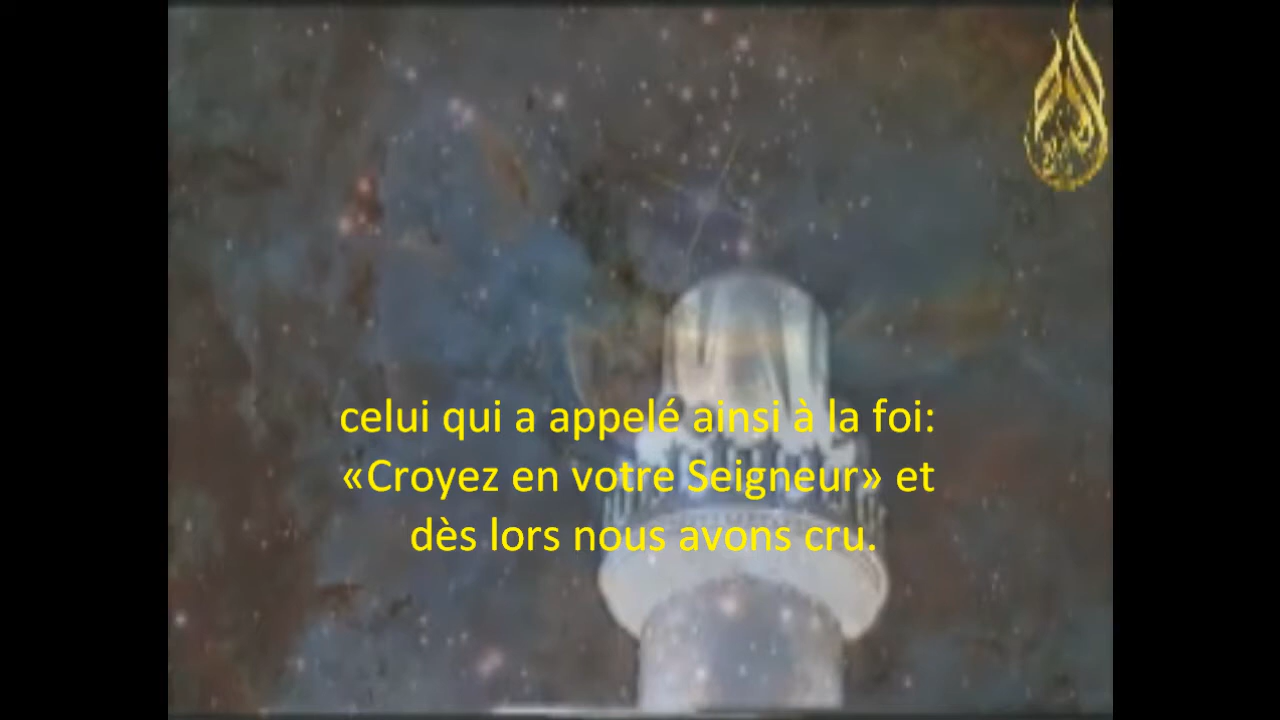 celui qui a appelé ainsi à la foi:
«Croyez en votre Seigneur» et
dès lors nous avons cru.